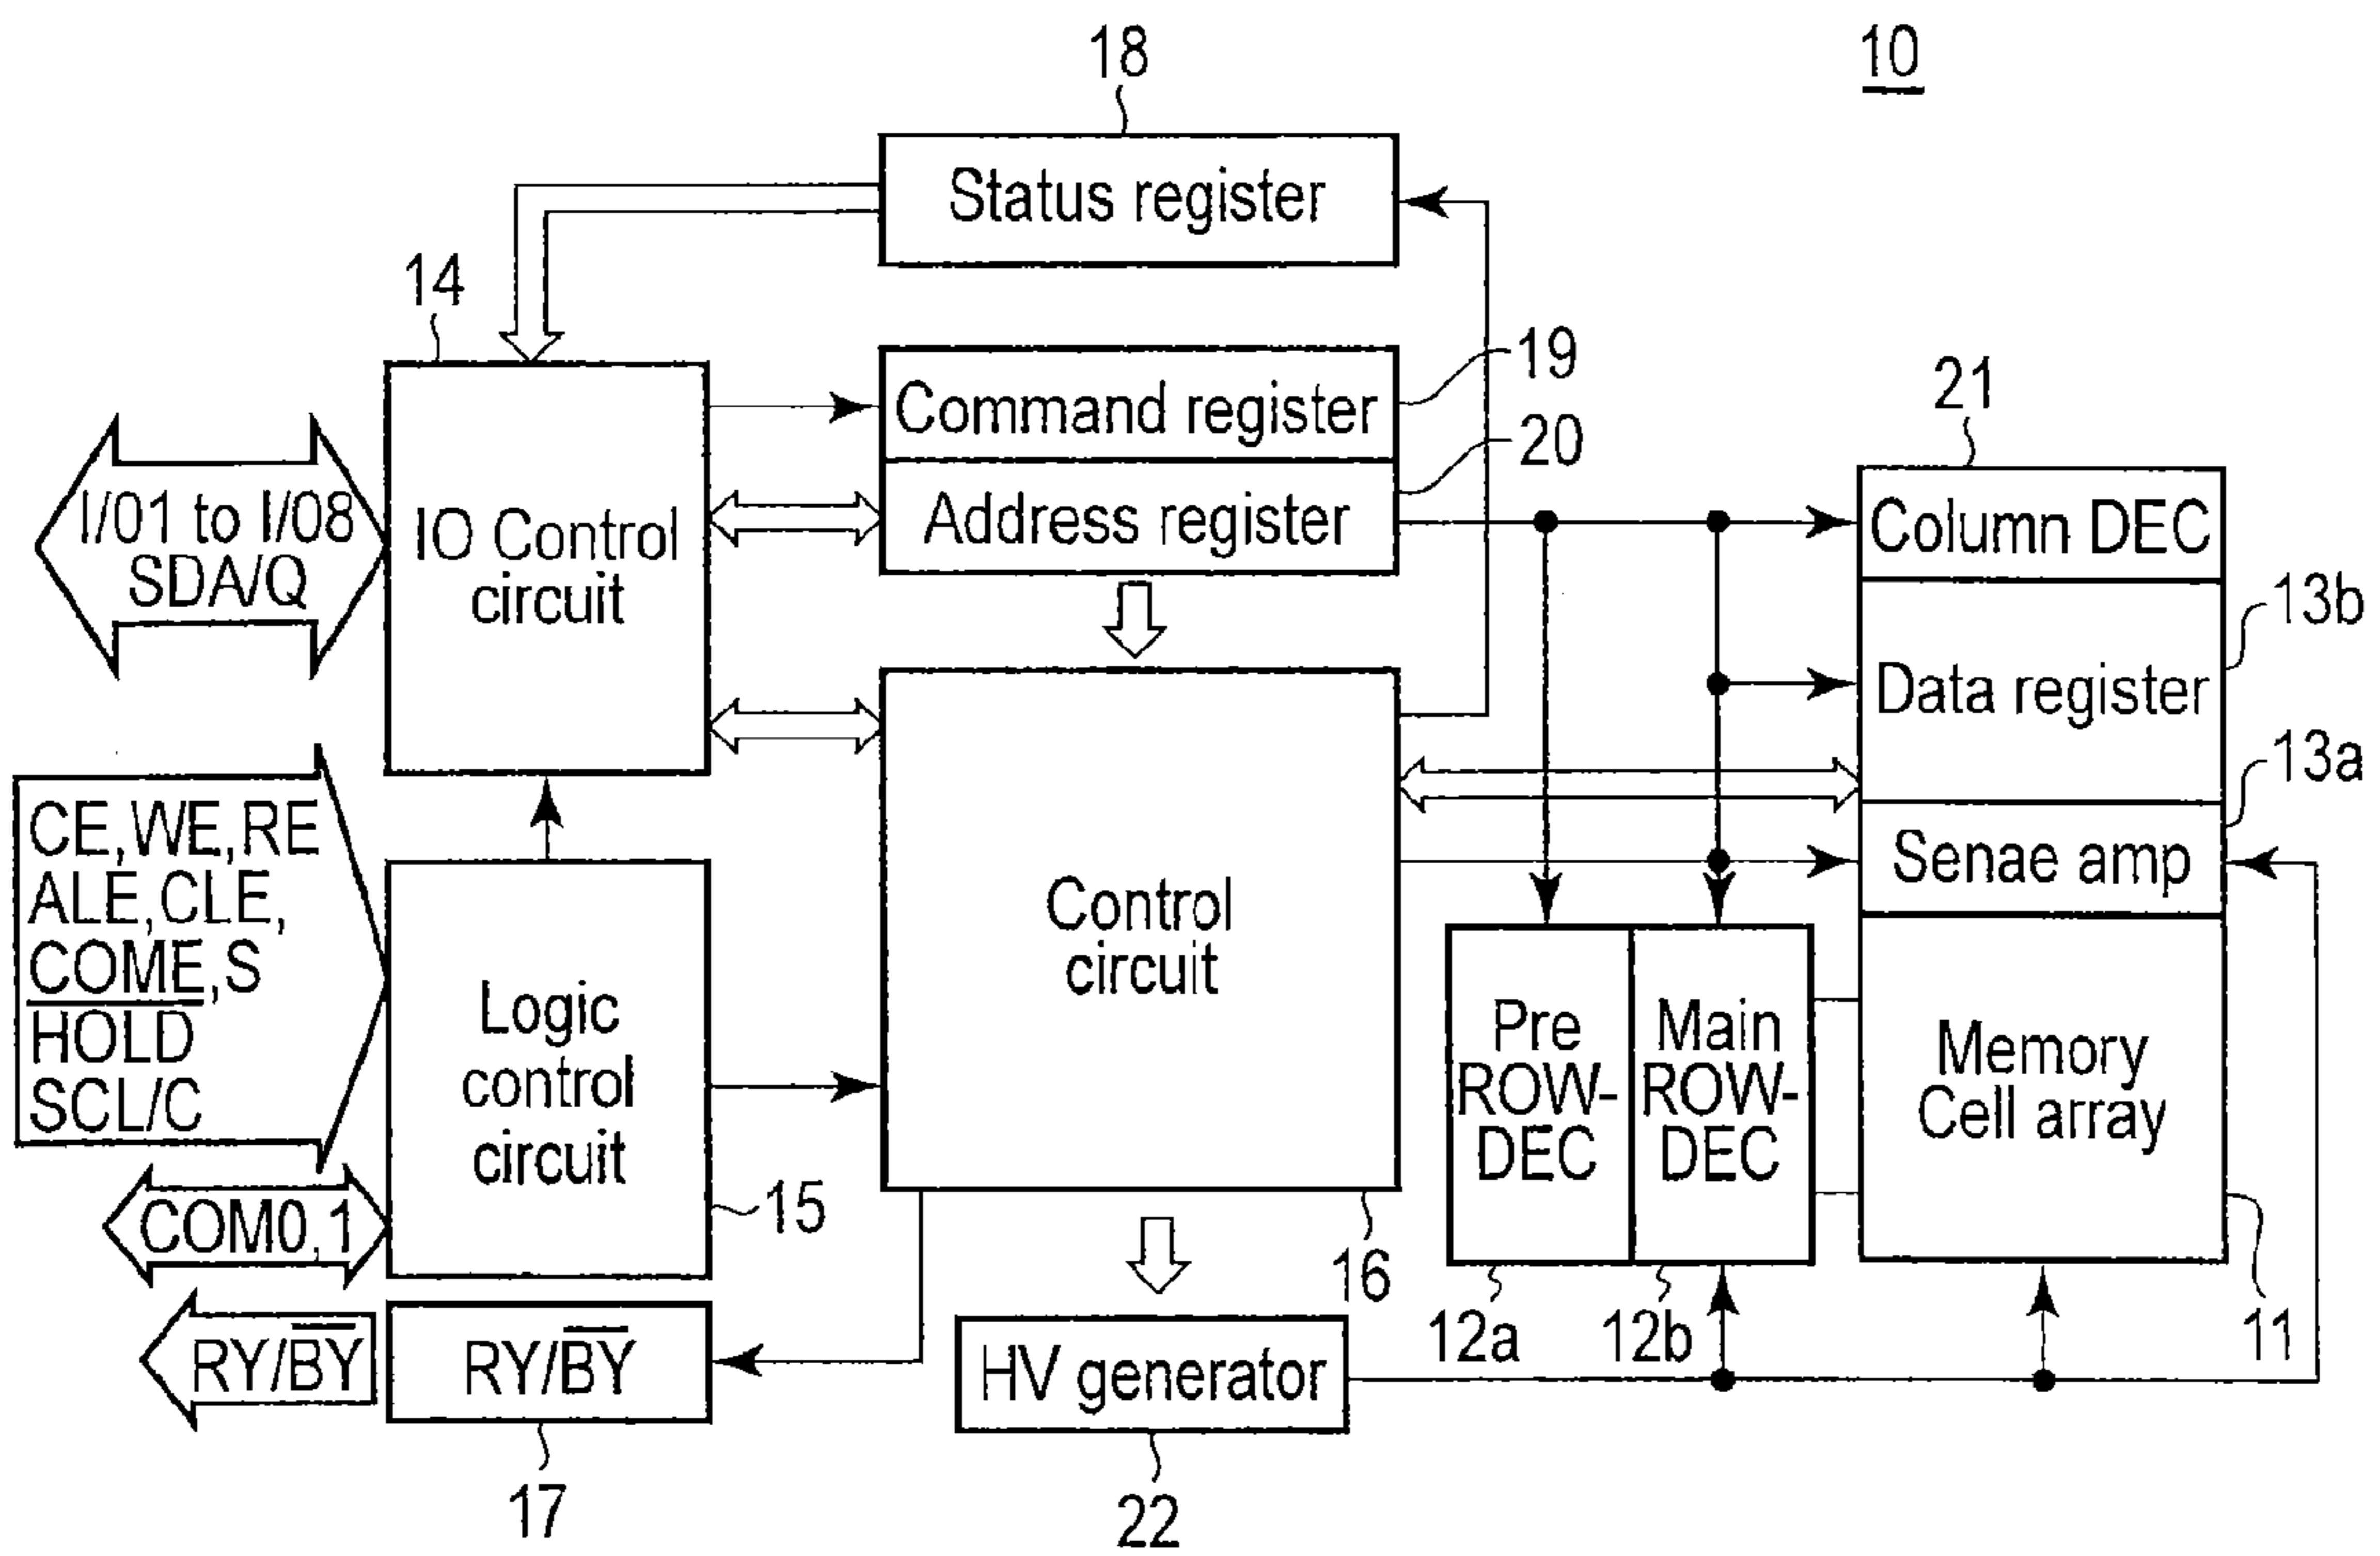 18
10
Status register
14
19
Command register
21
20
I/01 to I/08
SDA/Q
IO Control
circuit
Address register
Column DEC
13b
Data register
13a
CE,WE,RE
ALE,CLE,
COME,S
H̅O̅L̅D̅
SCL/C
Senae amp
Control
circuit
Logic
control
circuit
Pre
ROW-
DEC
Main
ROW-
DEC
Memory
Cell array
15
COM0,1
16
12a
12b
11
RY/B̅Y̅
RY/B̅Y̅
HV generator
17
22